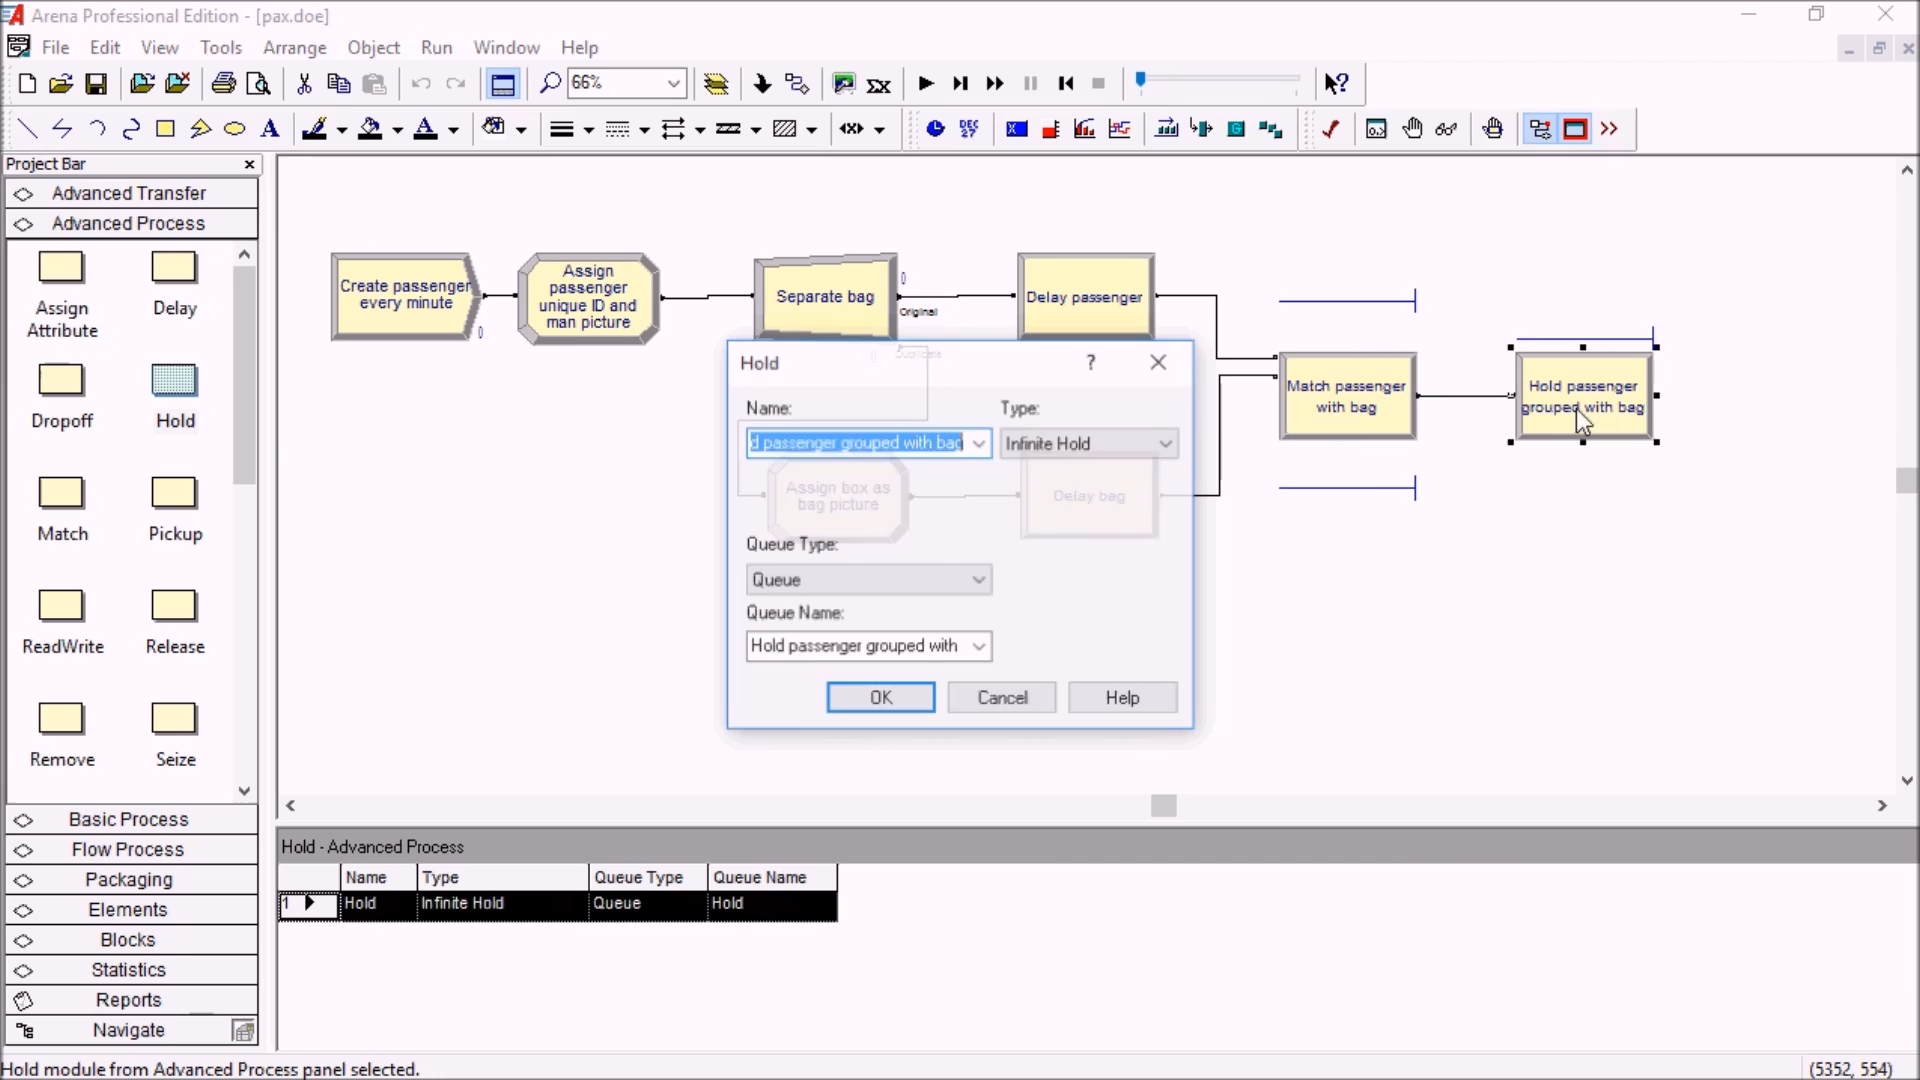 Arena Professional Edition - [pax.doe]
File Edit View Tools Arrange Object Run Window Help
66%
Project Bar
Advanced Transfer
Advanced Process
Assign Attribute
Delay
Dropoff
Hold
Match
Pickup
ReadWrite
Release
Remove
Seize
Basic Process
Flow Process
Packaging
Elements
Blocks
Statistics
Reports
Navigate
Create passenger
every minute
0
Assign
passenger
unique ID and
man picture
Separate bag
0
Original
0
Duplicate
Delay passenger
Match passenger
with bag
Hold passenger
grouped with bag
Assign box as
bag picture
Delay bag
Hold
?
Name:
Type:
d passenger grouped with bag
Infinite Hold
Queue Type:
Queue
Queue Name:
Hold passenger grouped with
OK
Cancel
Help
Hold - Advanced Process
Name Type Queue Type Queue Name
1 Hold Infinite Hold Queue Hold
Hold module from Advanced Process panel selected.
(5352, 554)